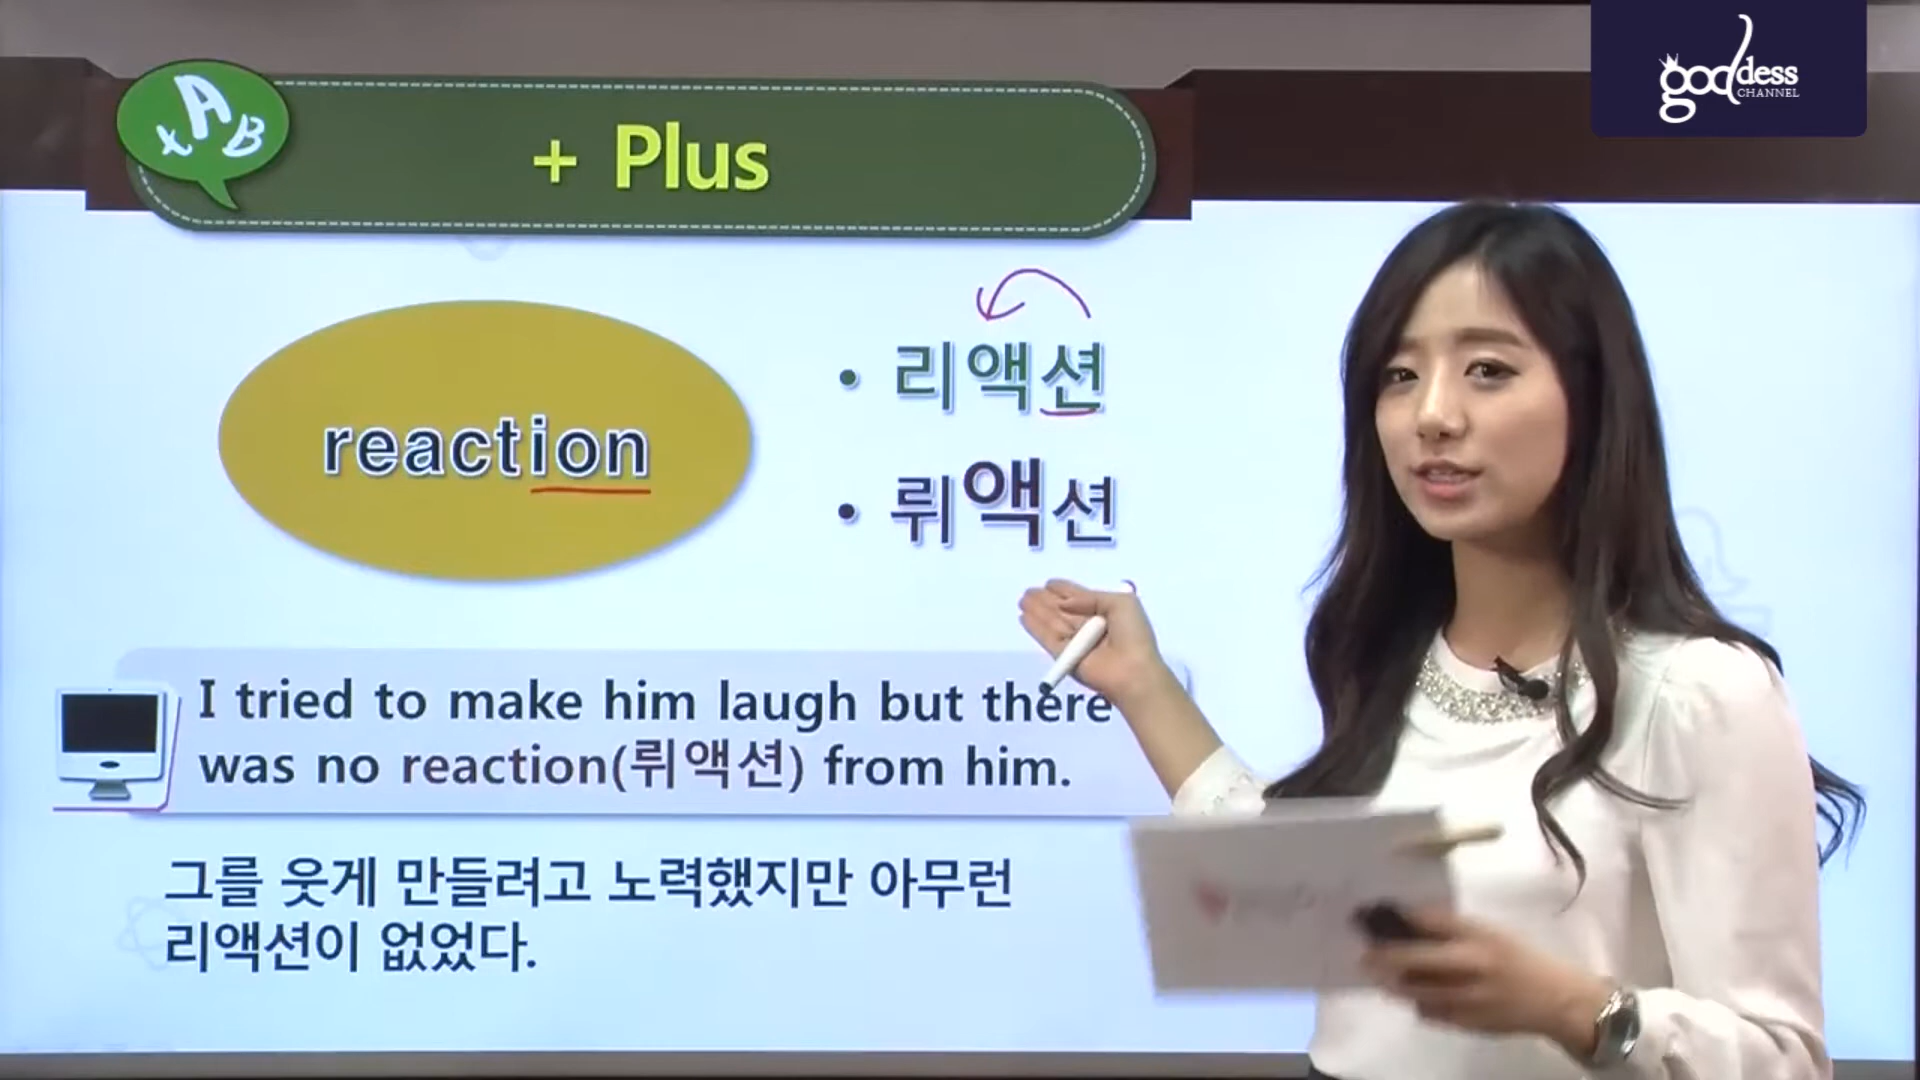 goddess
CHANNEL
tAB
+ Plus
reaction
• 리액션
• 뤼액션
I tried to make him laugh but there
was no reaction(뤼액션) from him.
그를 웃게 만들려고 노력했지만 아무런
리액션이 없었다.